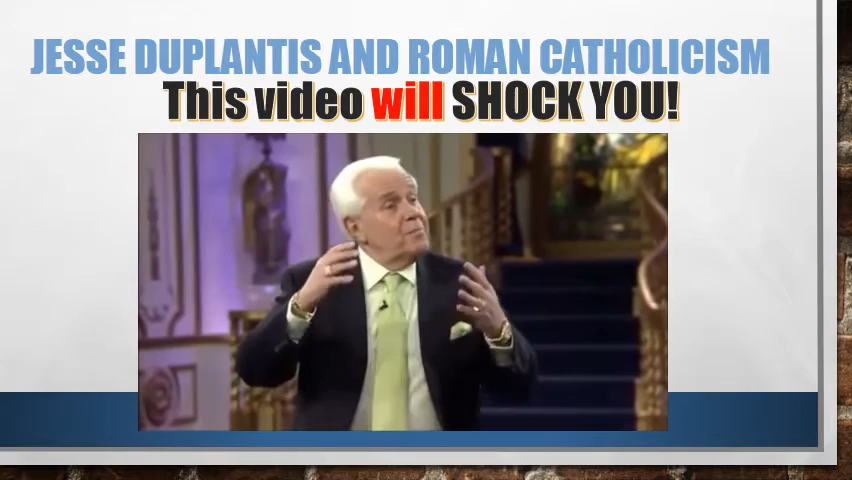 JESSE DUPLANTIS AND ROMAN CATHOLICISM
This video will SHOCK YOU!